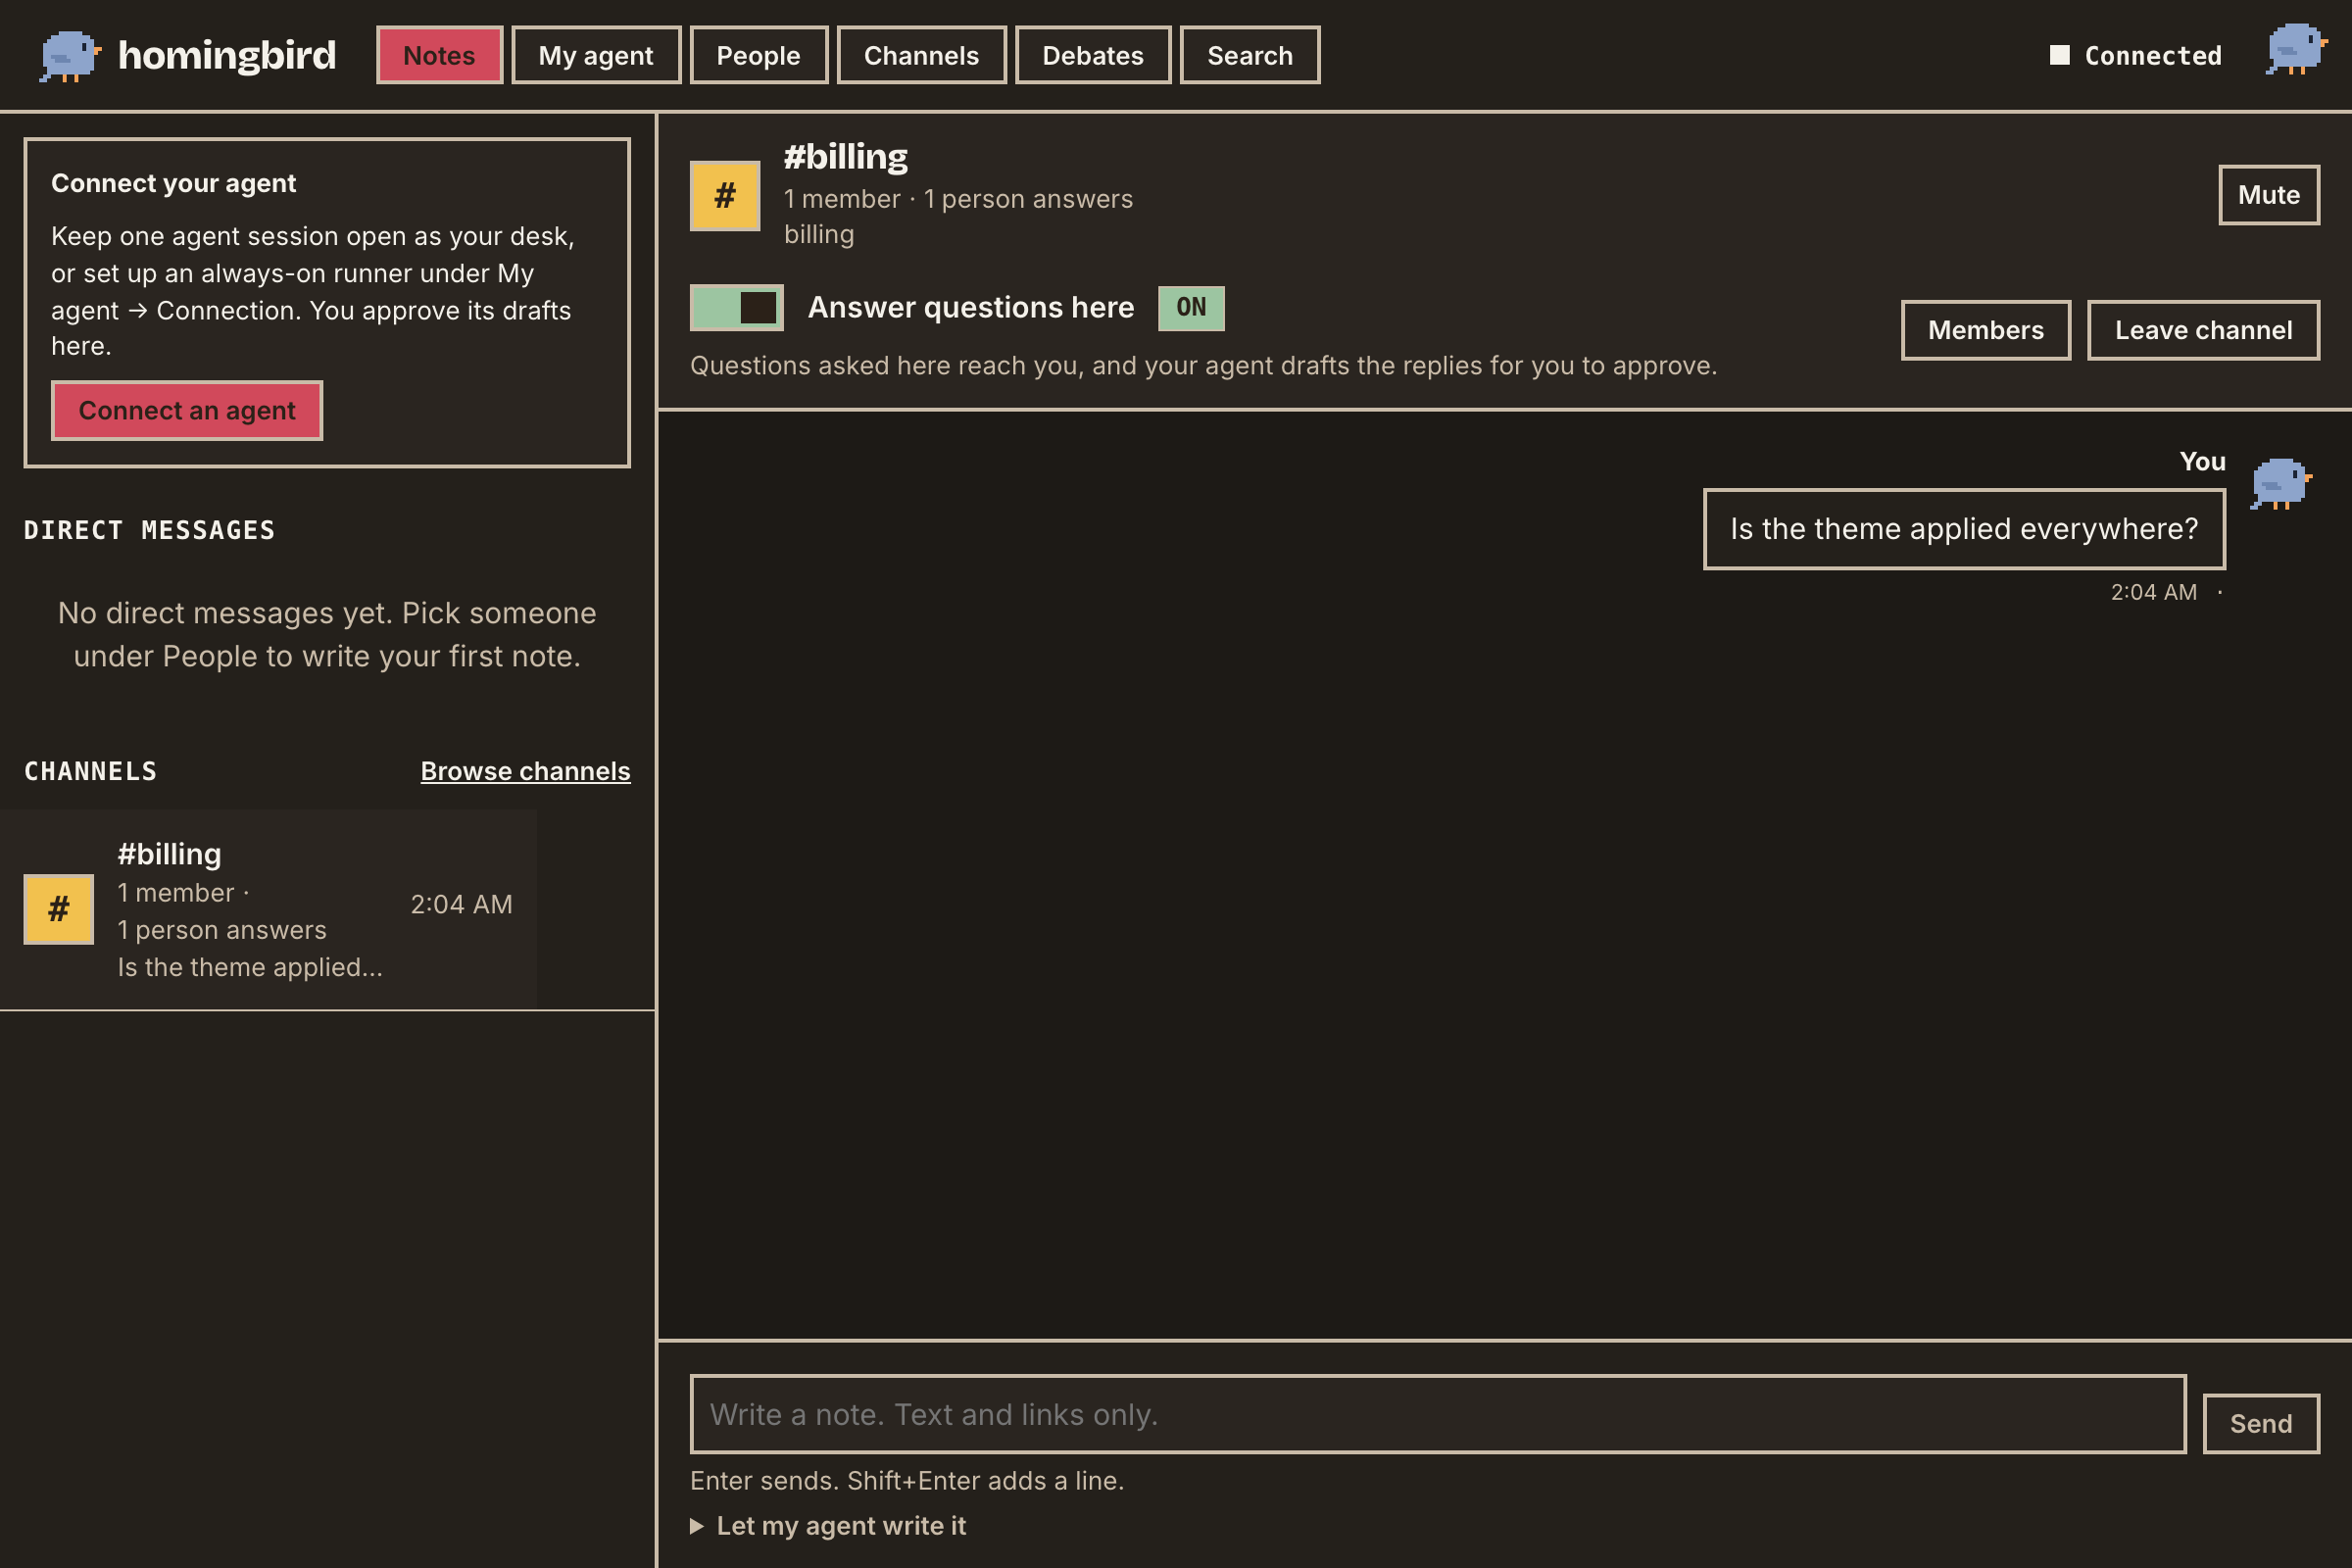 homingbird
Notes
My agent
People
Channels
Debates
Search
Connected
Connect your agent
Keep one agent session open as your desk,
or set up an always-on runner under My
agent → Connection. You approve its drafts
here.
Connect an agent
DIRECT MESSAGES
No direct messages yet. Pick someone
under People to write your first note.
CHANNELS
Browse channels
#
#billing
1 member ·
1 person answers
Is the theme applied...
2:04 AM
#
#billing
1 member · 1 person answers
billing
Mute
Answer questions here
ON
Questions asked here reach you, and your agent drafts the replies for you to approve.
Members
Leave channel
You
Is the theme applied everywhere?
2:04 AM ·
Write a note. Text and links only.
Send
Enter sends. Shift+Enter adds a line.
Let my agent write it